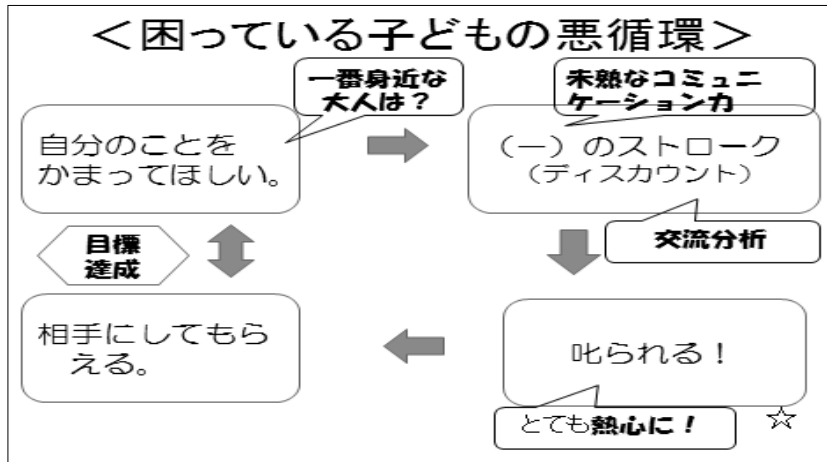 ＜困っている子どもの悪循環＞
一番身近な
大人は？
未熟なコミュニ
ケーション力
自分のことを
かまってほしい。
（－）のストローク
（ディスカウント）
交流分析
目標
達成
相手にしてもら
える。
叱られる！
とても熱心に！
☆